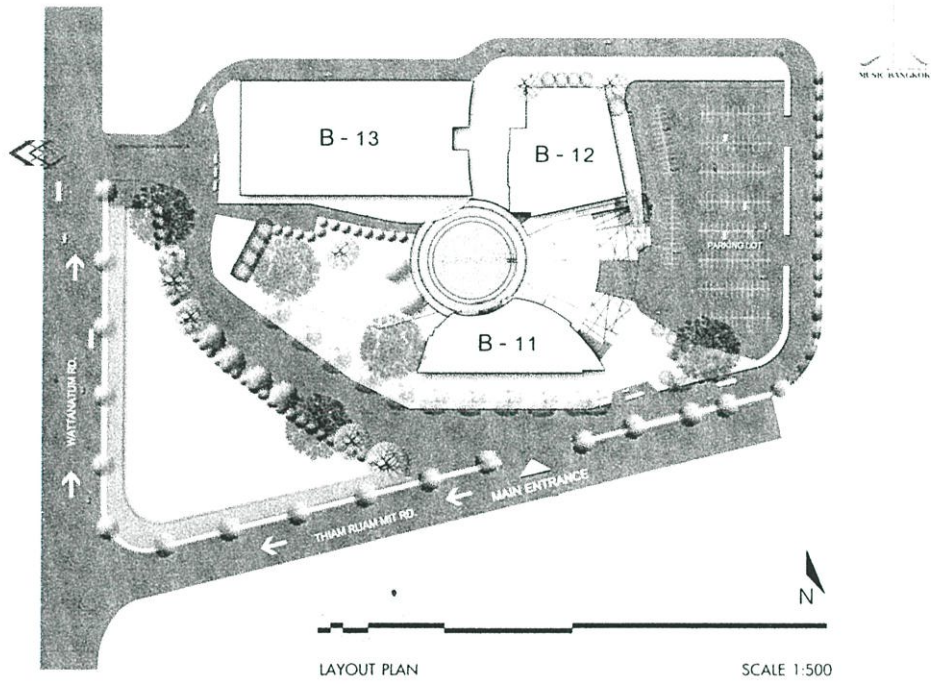 MUSIC BANGKOK
B - 13
B - 12
PARKING LOT
B - 11
WATTANATUM RD.
MAIN ENTRANCE
THIAM RUAM MIT RD.
N
LAYOUT PLAN
SCALE 1:500